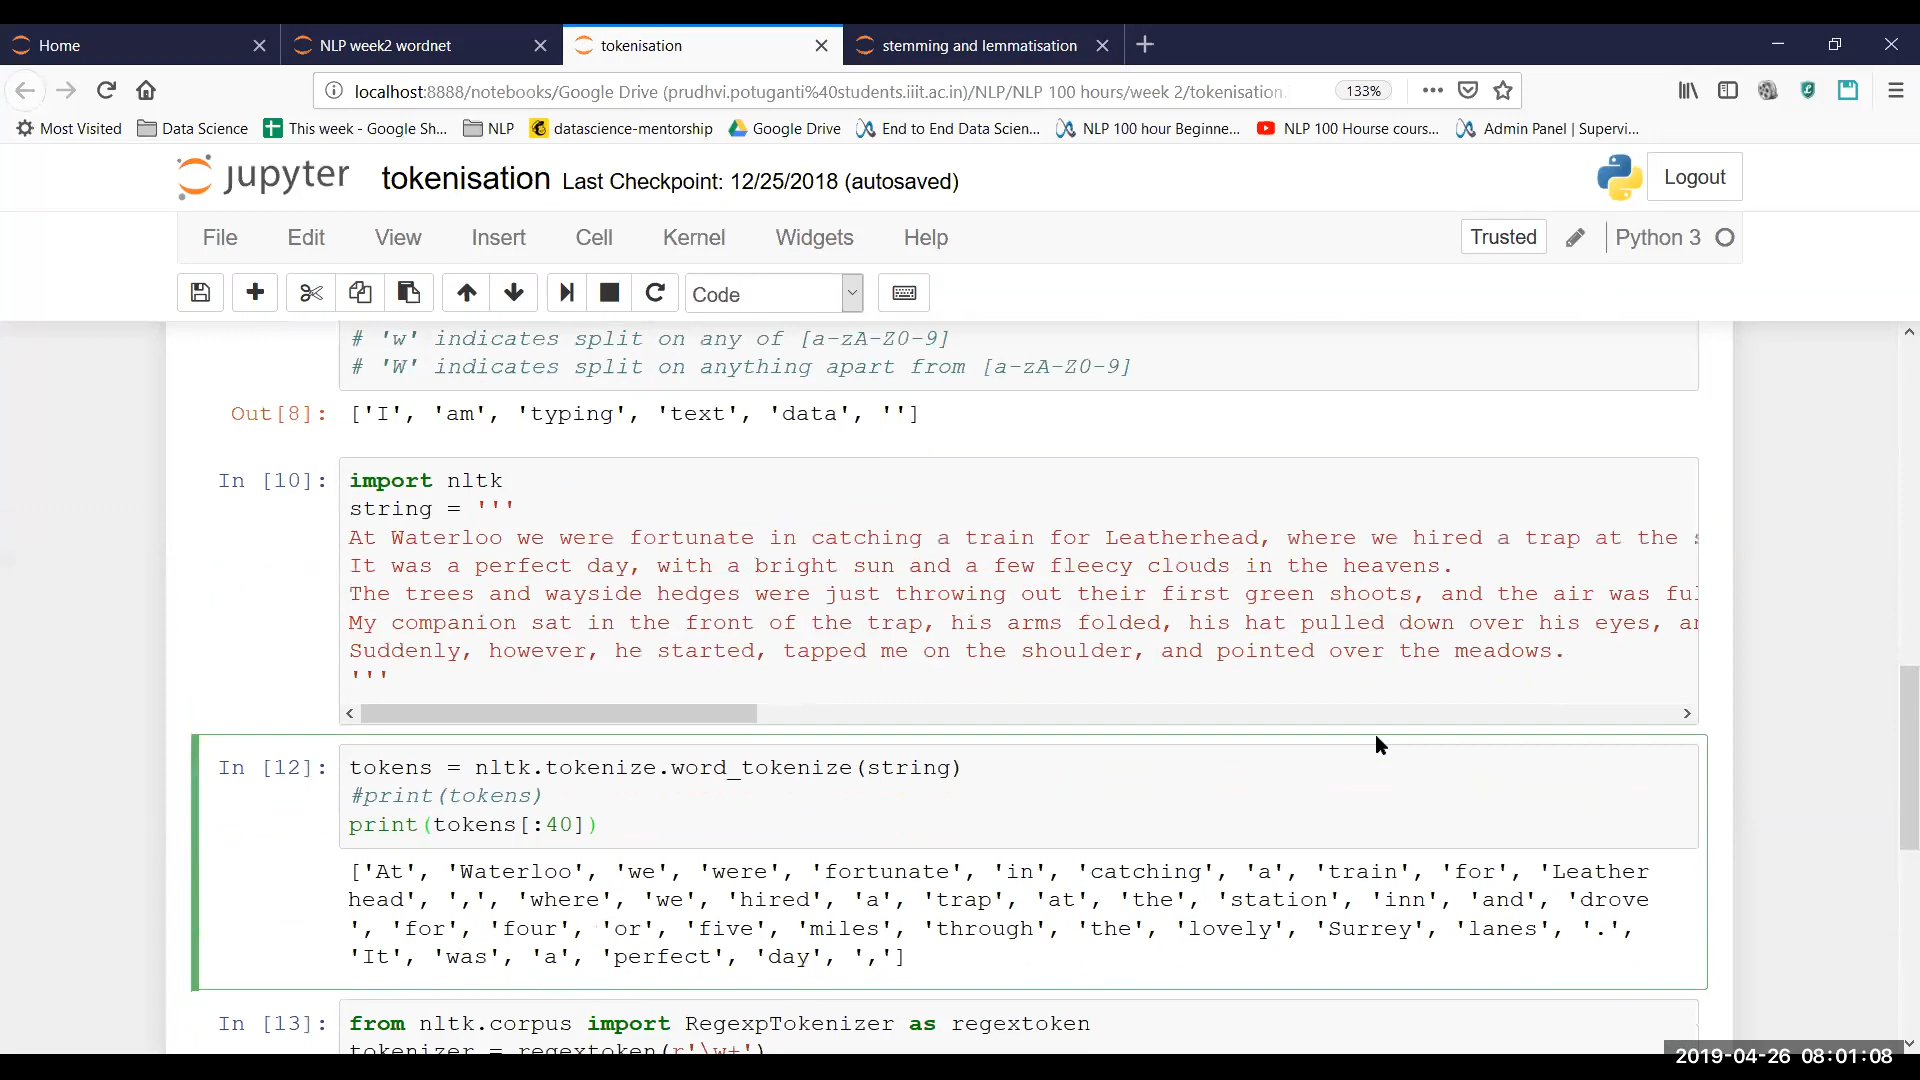 Home
NLP week2 wordnet
tokenisation
stemming and lemmatisation
localhost:8888/notebooks/Google Drive (prudhvi.potuganti%40students.iiit.ac.in)/NLP/NLP 100 hours/week 2/tokenisation.
133%
Most Visited
Data Science
This week - Google Sh...
NLP
datascience-mentorship
Google Drive
End to End Data Scien...
NLP 100 hour Beginne...
NLP 100 Hourse cours...
Admin Panel | Supervi...
jupyter
tokenisation Last Checkpoint: 12/25/2018 (autosaved)
Logout
File Edit View Insert Cell Kernel Widgets Help
Trusted
Python 3
Code
# 'w' indicates split on any of [a-zA-Z0-9]
# 'W' indicates split on anything apart from [a-zA-Z0-9]
Out[8]: ['I', 'am', 'typing', 'text', 'data', '']
In [10]: import nltk
string = '''
At Waterloo we were fortunate in catching a train for Leatherhead, where we hired a trap at the
It was a perfect day, with a bright sun and a few fleecy clouds in the heavens.
The trees and wayside hedges were just throwing out their first green shoots, and the air was ful
My companion sat in the front of the trap, his arms folded, his hat pulled down over his eyes, an
Suddenly, however, he started, tapped me on the shoulder, and pointed over the meadows.
'''
In [12]: tokens = nltk.tokenize.word_tokenize(string)
#print(tokens)
print(tokens[:40])
['At', 'Waterloo', 'we', 'were', 'fortunate', 'in', 'catching', 'a', 'train', 'for', 'Leather
head', ',', 'where', 'we', 'hired', 'a', 'trap', 'at', 'the', 'station', 'inn', 'and', 'drove
', 'for', 'four', 'or', 'five', 'miles', 'through', 'the', 'lovely', 'Surrey', 'lanes', '.',
'It', 'was', 'a', 'perfect', 'day', ',']
In [13]: from nltk.corpus import RegexpTokenizer as regextoken
tokenizer = regextoken(r'\w+')
2019-04-26 08:01:08